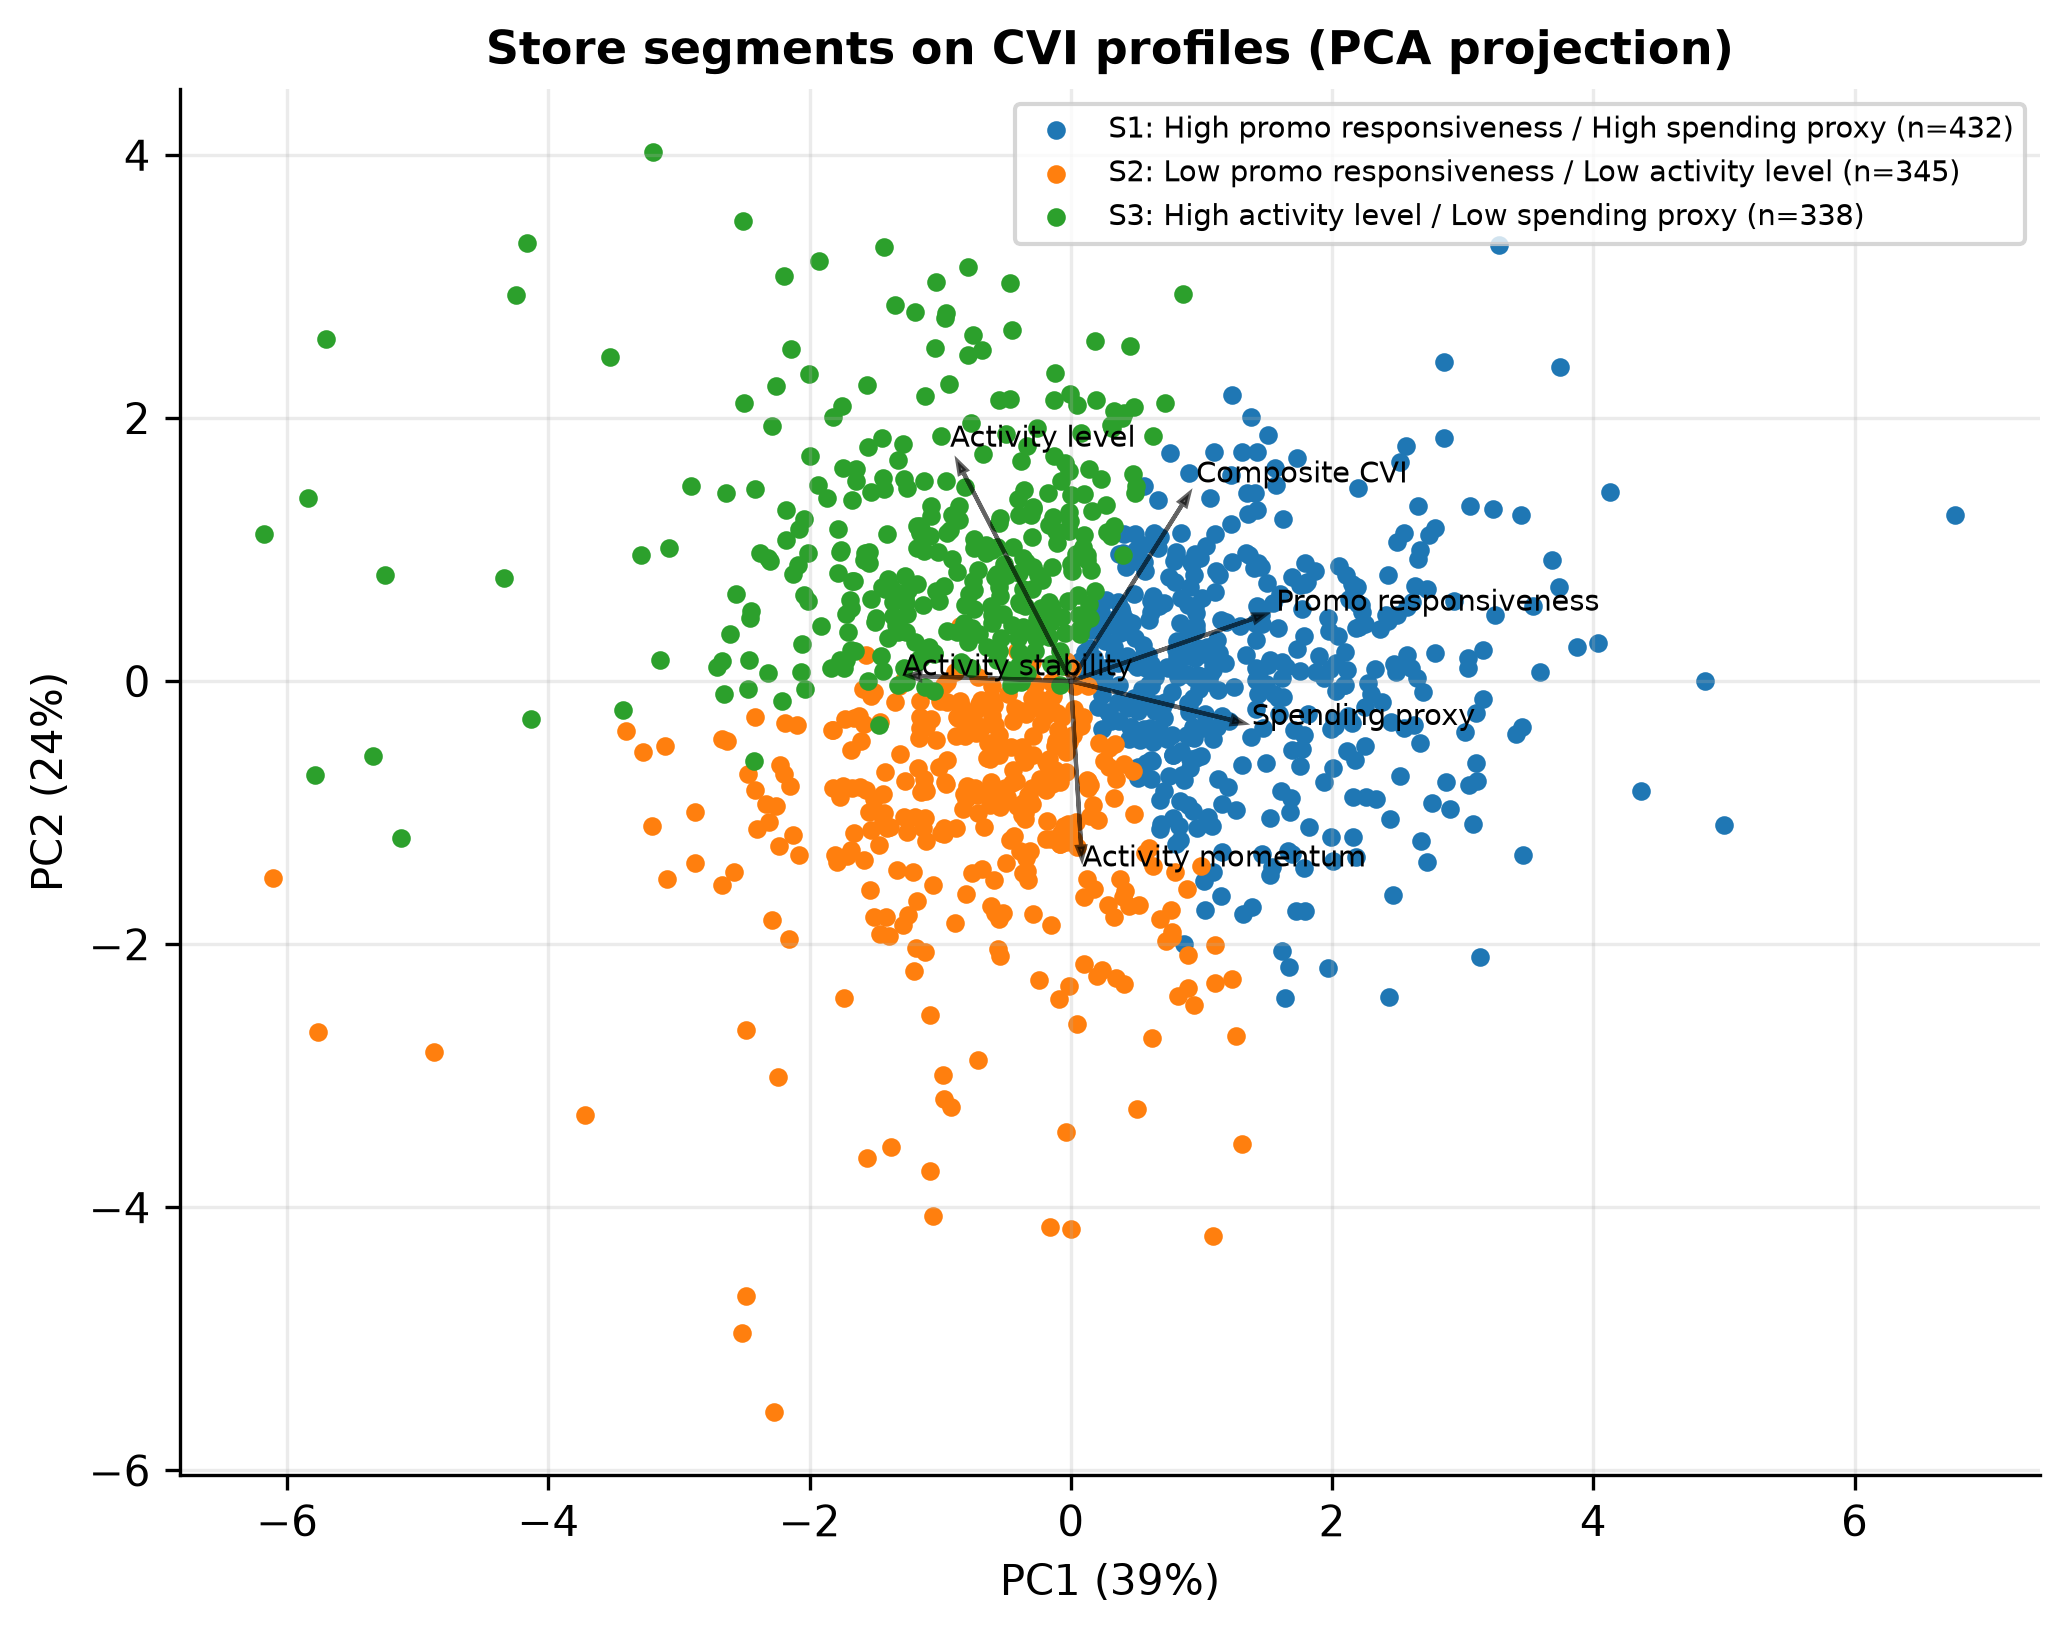 Store segments on CVI profiles (PCA projection)
S1: High promo responsiveness / High spending proxy (n=432)
S2: Low promo responsiveness / Low activity level (n=345)
S3: High activity level / Low spending proxy (n=338)
4
2
0
−2
−4
−6
PC2 (24%)
Activity level
Composite CVI
Promo responsiveness
Activity stability
Spending proxy
Activity momentum
−6
−4
−2
0
2
4
6
PC1 (39%)